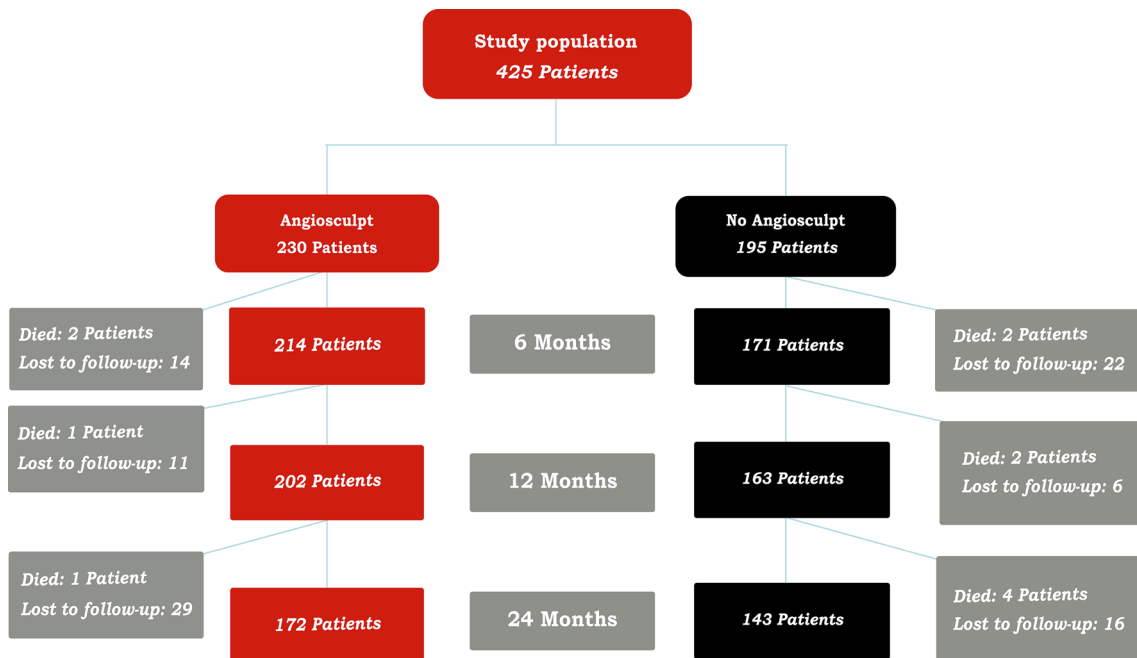 Study population
425 Patients
Angiosculpt
230 Patients
No Angiosculpt
195 Patients
Died: 2 Patients
Lost to follow-up: 14
214 Patients
6 Months
171 Patients
Died: 2 Patients
Lost to follow-up: 22
Died: 1 Patient
Lost to follow-up: 11
202 Patients
12 Months
163 Patients
Died: 2 Patients
Lost to follow-up: 6
Died: 1 Patient
Lost to follow-up: 29
172 Patients
24 Months
143 Patients
Died: 4 Patients
Lost to follow-up: 16